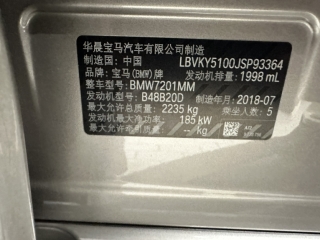 华晨宝马汽车有限公司制造
制造国：中国 LBVKY5100JSP93364
品牌：宝马(BMW)牌 发动机排量：1998 mL
整车型号：BMW7201MM
发动机型号：B48B20D 制造年月：2018-07
最大允许总质量：2235 kg 乘坐人数：5
发动机最大净功率：185 kW
最大允许 -- kg